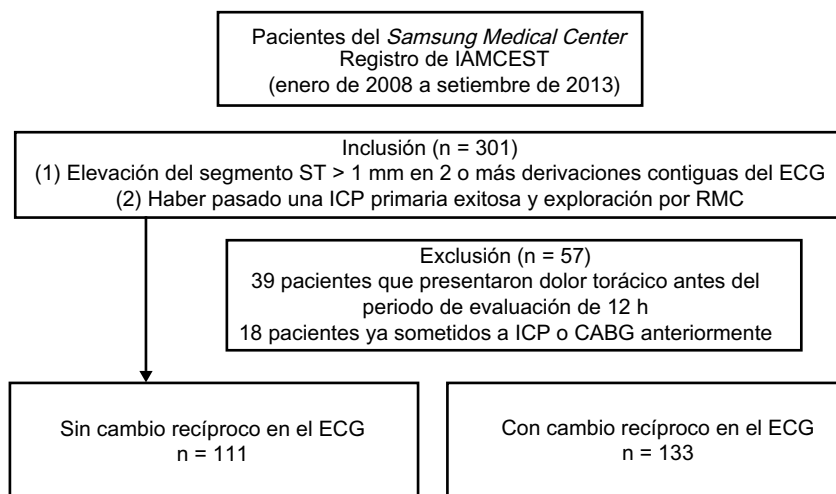 Pacientes del Samsung Medical Center
Registro de IAMCEST
(enero de 2008 a setiembre de 2013)
Inclusión (n = 301)
(1) Elevación del segmento ST > 1 mm en 2 o más derivaciones contiguas del ECG
(2) Haber pasado una ICP primaria exitosa y exploración por RMC
Exclusión (n = 57)
39 pacientes que presentaron dolor torácico antes del
periodo de evaluación de 12 h
18 pacientes ya sometidos a ICP o CABG anteriormente
Sin cambio recíproco en el ECG
n = 111
Con cambio recíproco en el ECG
n = 133